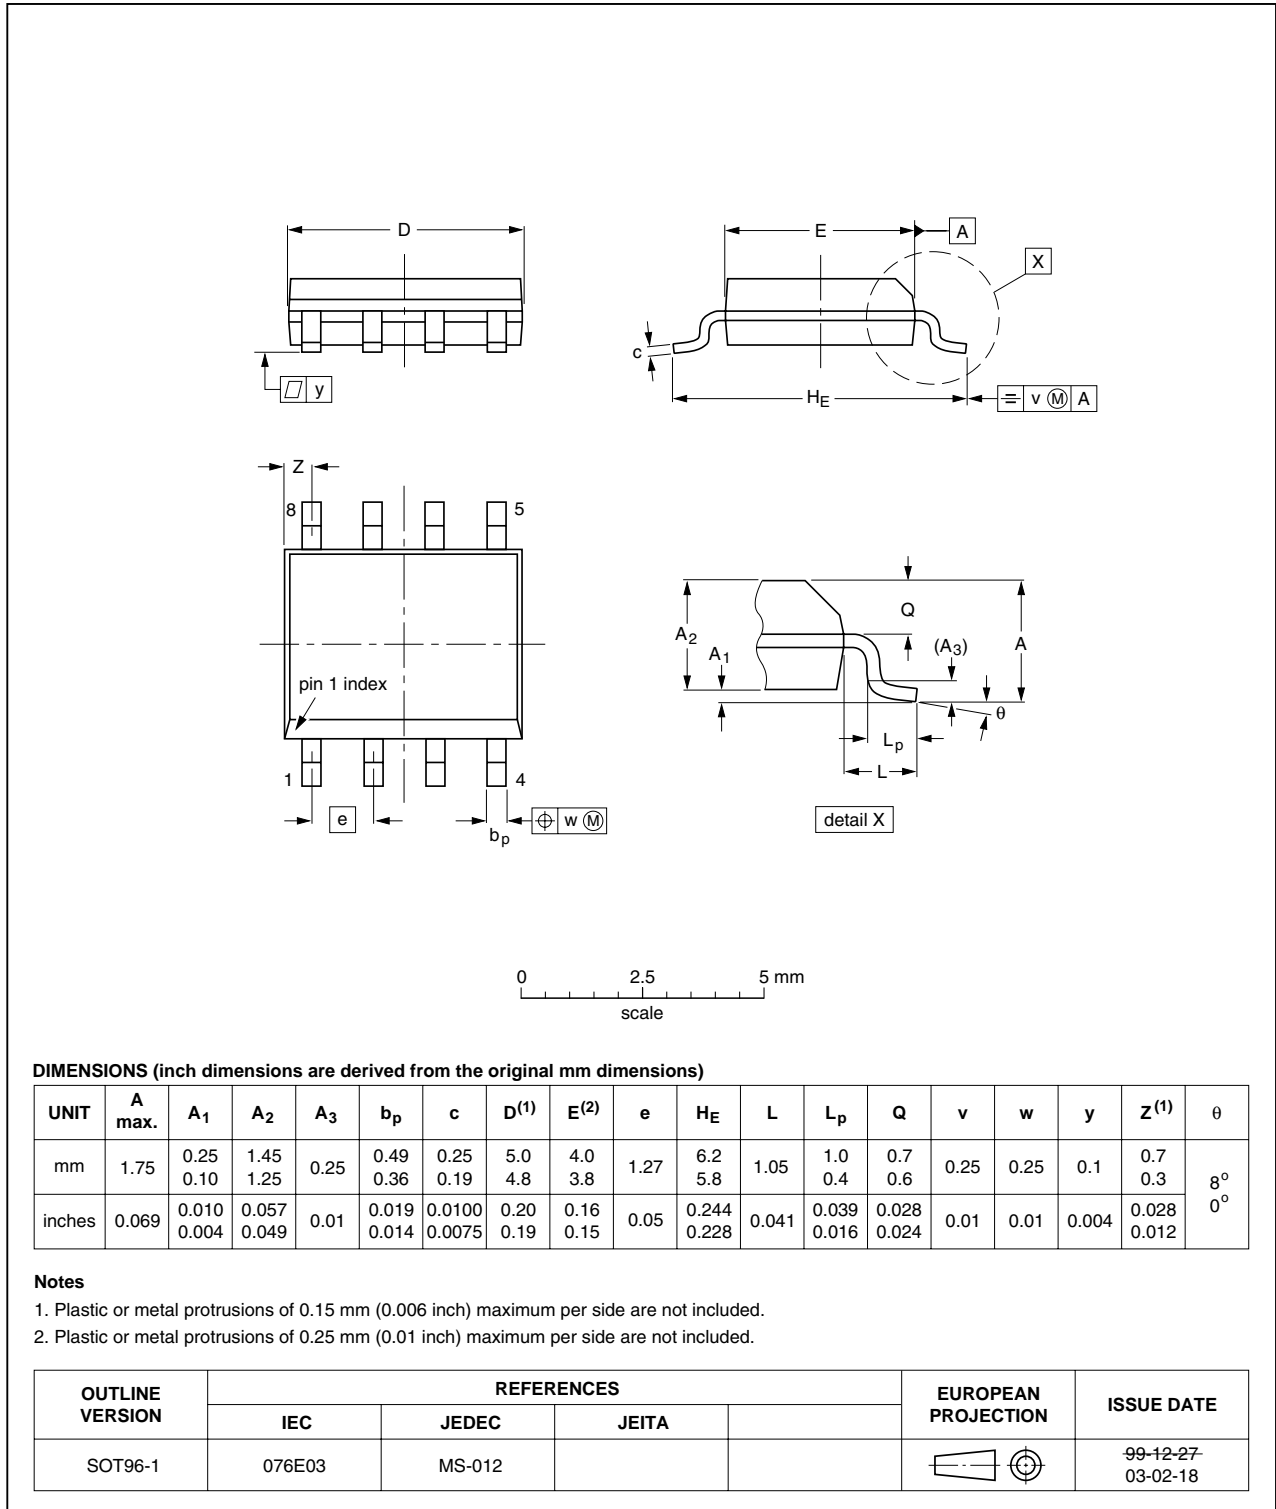 D
E
A
X
c
y
HE
v M A
Z
8
5
pin 1 index
1
4
e
bp
w M
Q
A2
A1
(A3)
A
θ
Lp
L
detail X
0 2.5 5 mm
scale
DIMENSIONS (inch dimensions are derived from the original mm dimensions)
UNIT A max. A1 A2 A3 bp c D(1) E(2) e HE L Lp Q v w y Z(1) θ
mm 1.75 0.25 0.10 1.45 1.25 0.25 0.49 0.36 0.25 0.19 5.0 4.8 4.0 3.8 1.27 6.2 5.8 1.05 1.0 0.4 0.7 0.6 0.25 0.25 0.1 0.7 0.3 8o 0o
inches 0.069 0.010 0.004 0.057 0.049 0.01 0.019 0.014 0.0100 0.0075 0.20 0.19 0.16 0.15 0.05 0.244 0.228 0.041 0.039 0.016 0.028 0.024 0.01 0.01 0.004 0.028 0.012
Notes
1. Plastic or metal protrusions of 0.15 mm (0.006 inch) maximum per side are not included.
2. Plastic or metal protrusions of 0.25 mm (0.01 inch) maximum per side are not included.
OUTLINE VERSION REFERENCES EUROPEAN PROJECTION ISSUE DATE
IEC JEDEC JEITA
SOT96-1 076E03 MS-012 99-12-27
03-02-18